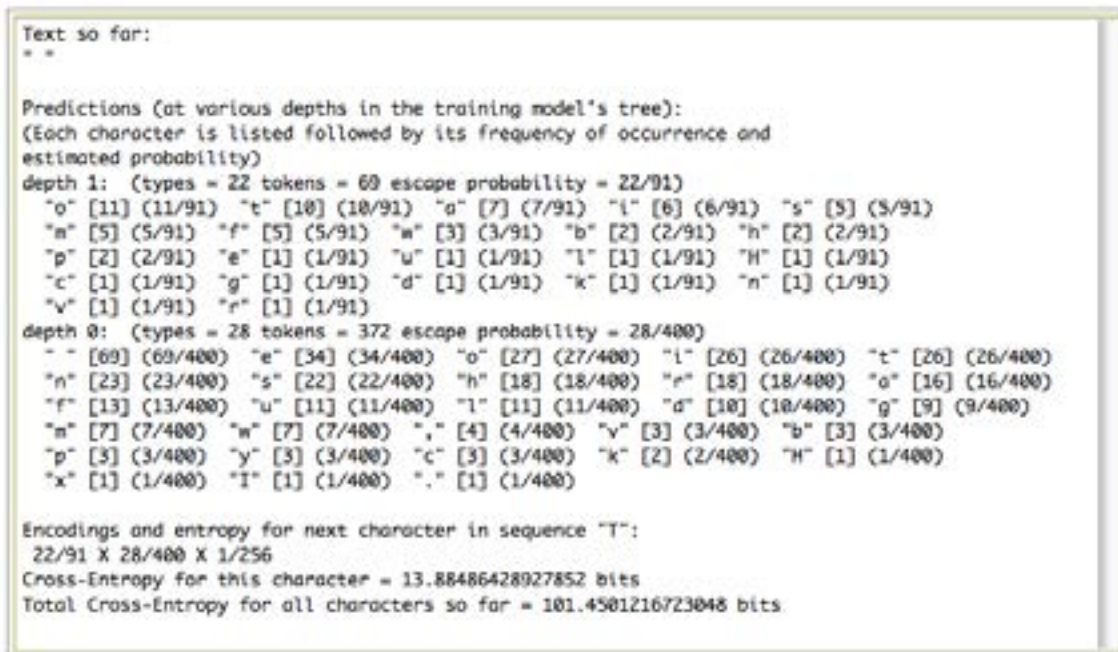 Text so far:
" "
Predictions (at various depths in the training model's tree):
(Each character is listed followed by its frequency of occurrence and
estimated probability)
depth 1: (types = 22 tokens = 69 escape probability = 22/91)
"o" [11] (11/91) "t" [10] (10/91) "a" [7] (7/91) "i" [6] (6/91) "s" [5] (5/91)
"m" [5] (5/91) "f" [5] (5/91) "w" [3] (3/91) "b" [2] (2/91) "h" [2] (2/91)
"p" [2] (2/91) "e" [1] (1/91) "u" [1] (1/91) "l" [1] (1/91) "H" [1] (1/91)
"c" [1] (1/91) "g" [1] (1/91) "d" [1] (1/91) "k" [1] (1/91) "n" [1] (1/91)
"v" [1] (1/91) "r" [1] (1/91)
depth 0: (types = 28 tokens = 372 escape probability = 28/400)
" " [69] (69/400) "e" [34] (34/400) "o" [27] (27/400) "i" [26] (26/400) "t" [26] (26/400)
"n" [23] (23/400) "s" [22] (22/400) "h" [18] (18/400) "r" [18] (18/400) "a" [16] (16/400)
"f" [13] (13/400) "u" [11] (11/400) "l" [11] (11/400) "d" [10] (10/400) "g" [9] (9/400)
"m" [7] (7/400) "w" [7] (7/400) "," [4] (4/400) "v" [3] (3/400) "b" [3] (3/400)
"p" [3] (3/400) "y" [3] (3/400) "c" [3] (3/400) "k" [2] (2/400) "H" [1] (1/400)
"x" [1] (1/400) "I" [1] (1/400) "." [1] (1/400)
Encodings and entropy for next character in sequence "T":
22/91 X 28/400 X 1/256
Cross-Entropy for this character = 13.88486428927852 bits
Total Cross-Entropy for all characters so far = 101.4501216723048 bits